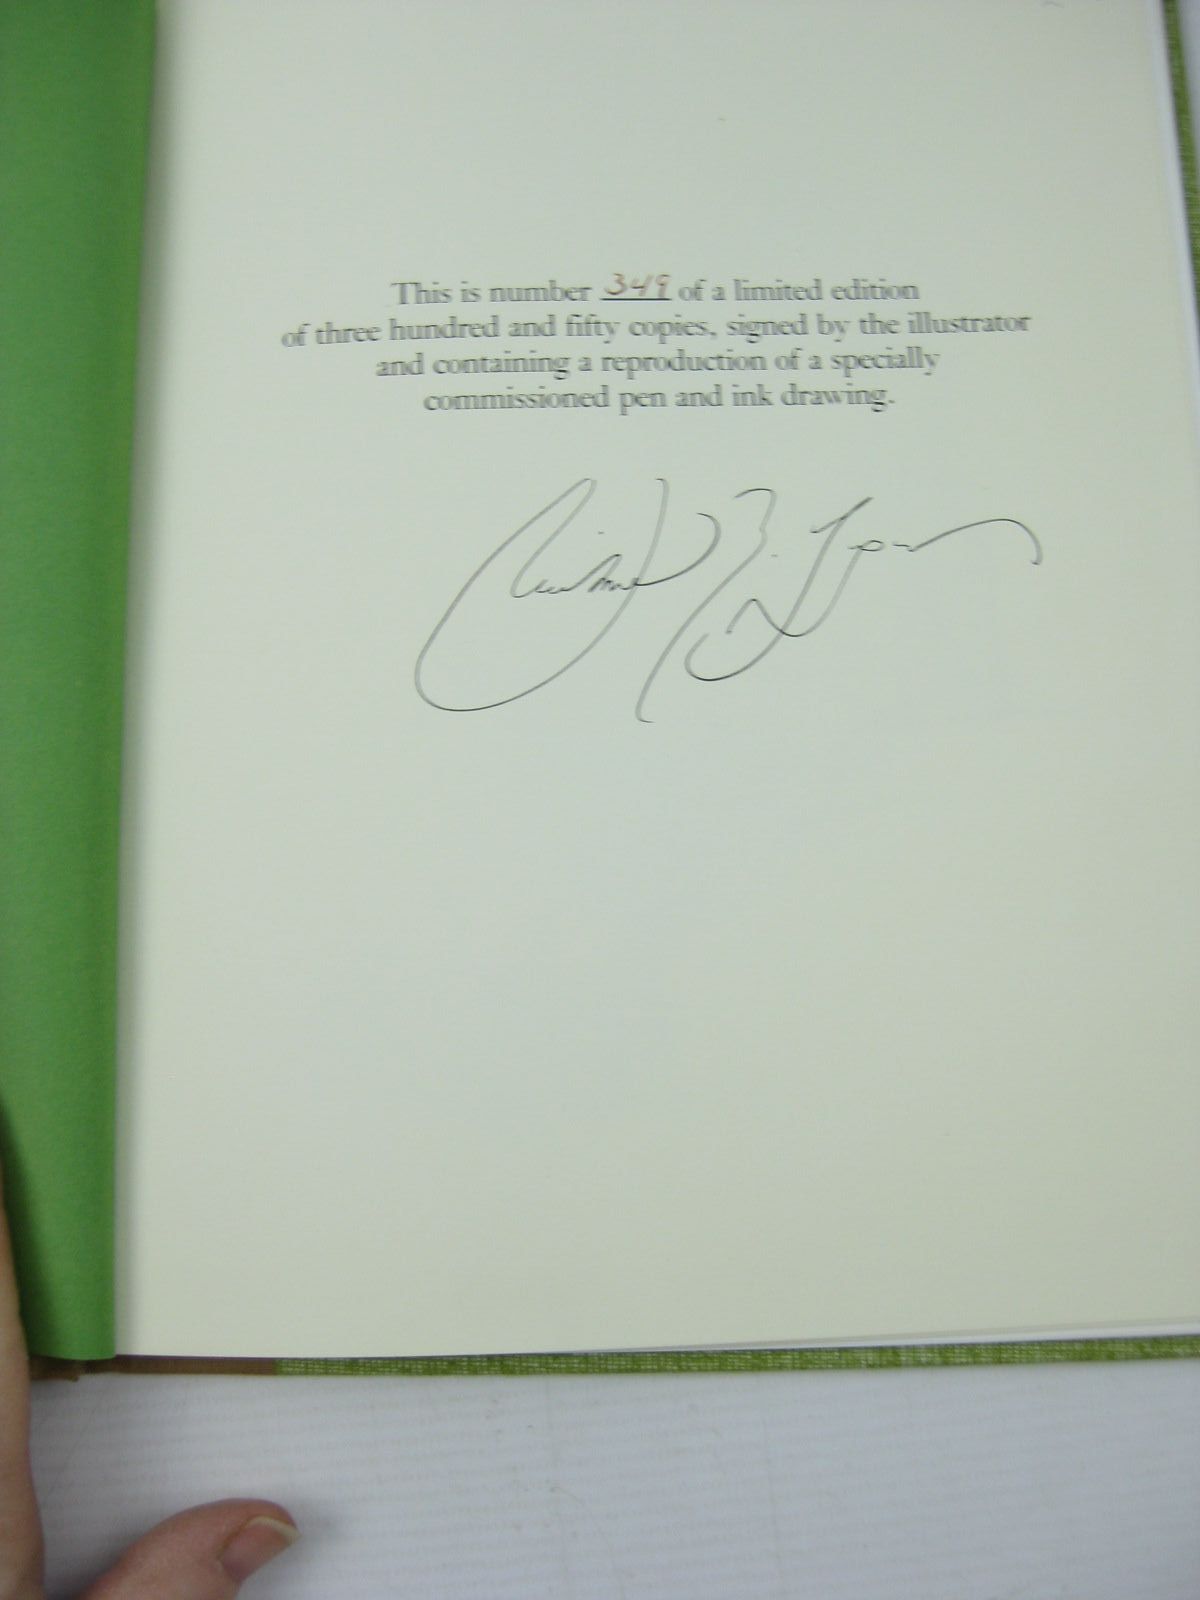 This is number 349 of a limited edition
of three hundred and fifty copies, signed by the illustrator
and containing a reproduction of a specially
commissioned pen and ink drawing.